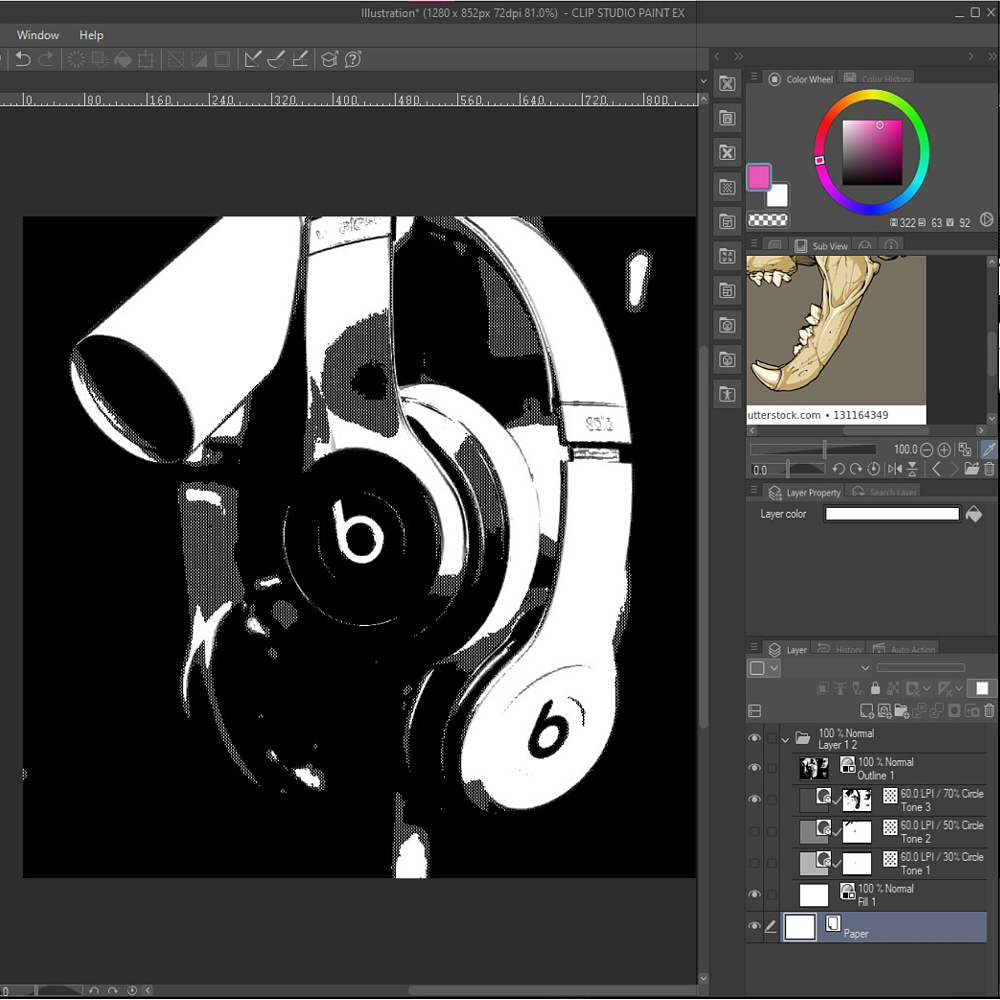 Illustration* (1280 x 852px 72dpi 81.0%) - CLIP STUDIO PAINT EX
Window Help
0 80 160 240 320 400 480 560 640 720 800
Color Wheel Color History
322 63 92
Sub View
utterstock.com • 131164349
100.0
0.0
Layer Property Search Layer
Layer color
Layer History Auto Action
100 % Normal
Layer 1 2
100 % Normal
Outline 1
60.0 LPI / 70% Circle
Tone 3
60.0 LPI / 50% Circle
Tone 2
60.0 LPI / 30% Circle
Tone 1
100 % Normal
Fill 1
Paper
b
b